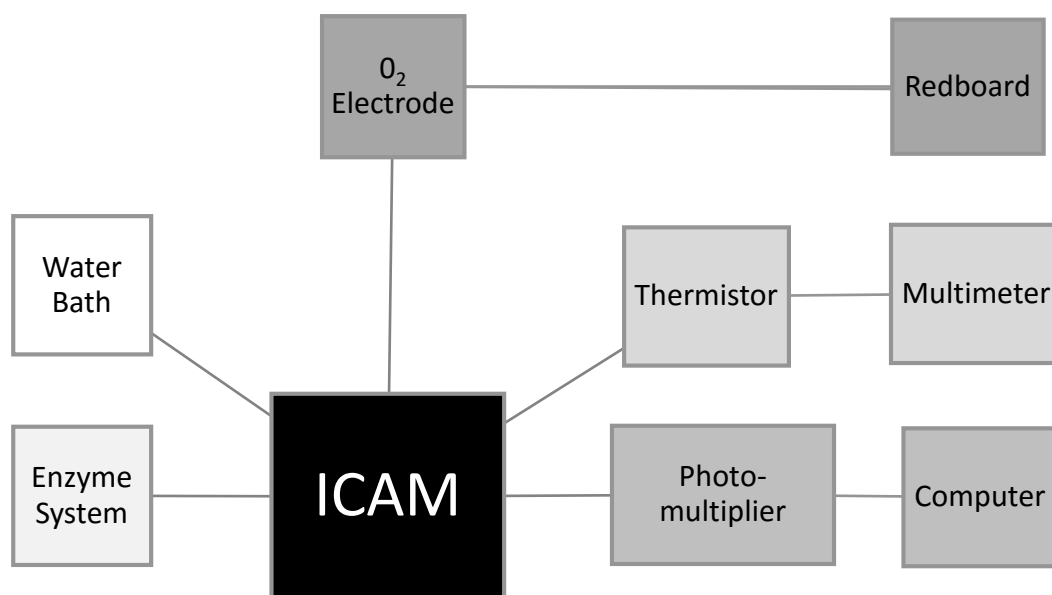 0₂
Electrode
Redboard
Water
Bath
Thermistor
Multimeter
Enzyme
System
ICAM
Photo-
multiplier
Computer